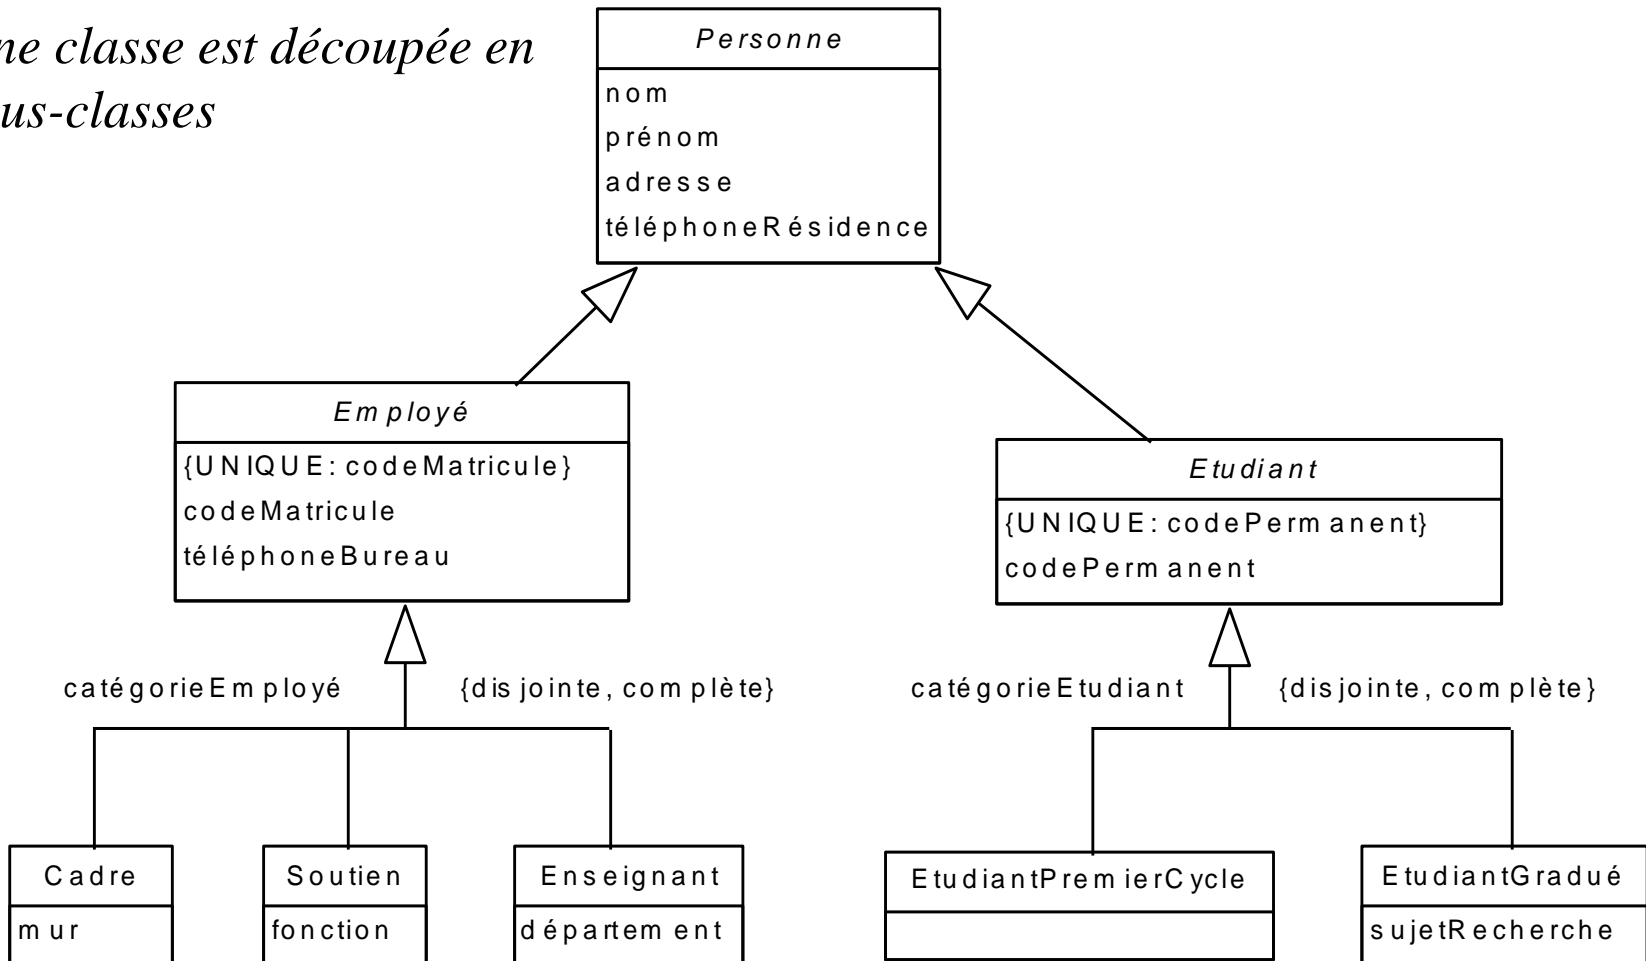 ne classe est découpée en
us-classes
Personne
nom
prénom
adresse
téléphoneRésidence
Employé
{UNIQUE: codeMatricule}
codeMatricule
téléphoneBureau
Etudiant
{UNIQUE: codePermanent}
codePermanent
catégorieEmployé
{disjointe, complète}
catégorieEtudiant
{disjointe, complète}
Cadre
mur
Soutien
fonction
Enseignant
département
EtudiantPremierCycle
EtudiantGradué
sujetRecherche